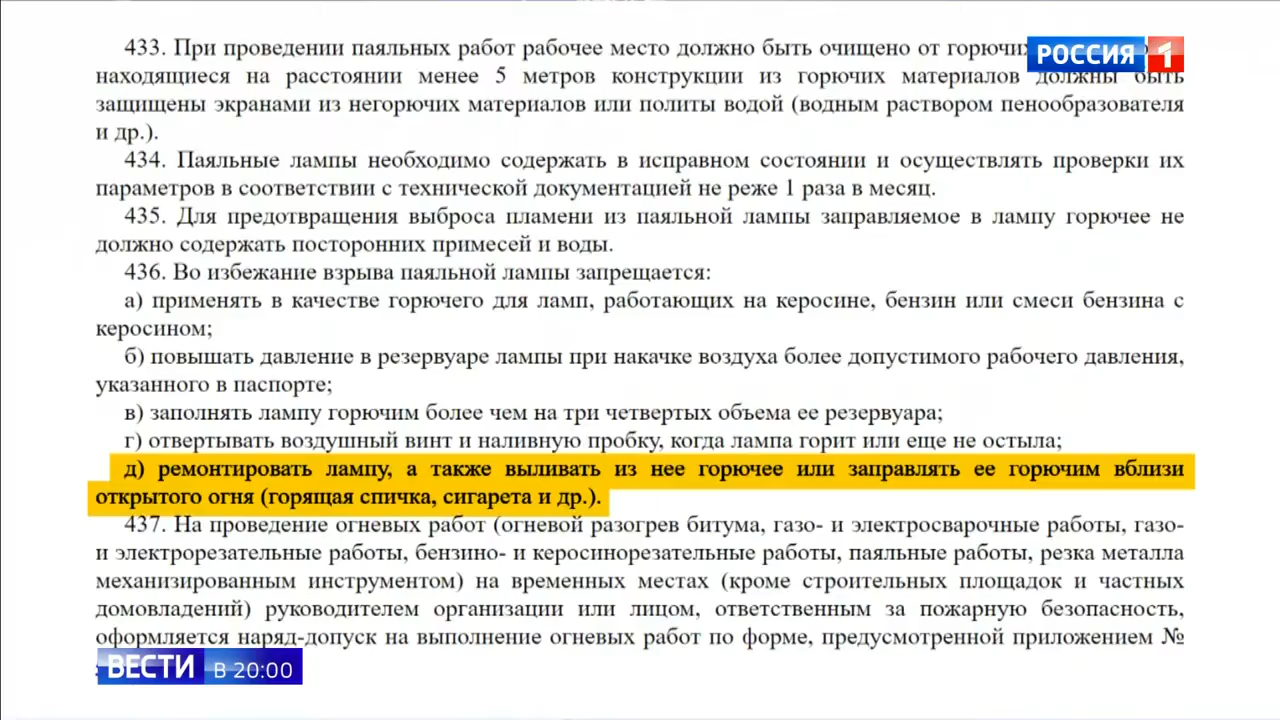 433. При проведении паяльных работ рабочее место должно быть очищено от
РОССИЯ 1
находящиеся на расстоянии менее 5 метров конструкции из горючих материалов должны быть
защищены экранами из негорючих материалов или политы водой (водным раствором пенообразователя
и др.).
434. Паяльные лампы необходимо содержать в исправном состоянии и осуществлять проверки их
параметров в соответствии с технической документацией не реже 1 раза в месяц.
435. Для предотвращения выброса пламени из паяльной лампы заправляемое в лампу горючее не
должно содержать посторонних примесей и воды.
436. Во избежание взрыва паяльной лампы запрещается:
а) применять в качестве горючего для ламп, работающих на керосине, бензин или смеси бензина с
керосином;
б) повышать давление в резервуаре лампы при накачке воздуха более допустимого рабочего давления,
указанного в паспорте;
в) заполнять лампу горючим более чем на три четвертых объема ее резервуара;
г) отвертывать воздушный винт и наливную пробку, когда лампа горит или еще не остыла;
д) ремонтировать лампу, а также выливать из нее горючее или заправлять ее горючим вблизи
открытого огня (горящая спичка, сигарета и др.).
437. На проведение огневых работ (огневой разогрев битума, газо- и электросварочные работы, газо-
и электрорезательные работы, бензино- и керосинорезательные работы, паяльные работы, резка металла
механизированным инструментом) на временных местах (кроме строительных площадок и частных
домовладений) руководителем организации или лицом, ответственным за пожарную безопасность,
оформляется наряд-допуск на выполнение огневых работ по форме, предусмотренной приложением №
ВЕСТИ В 20:00